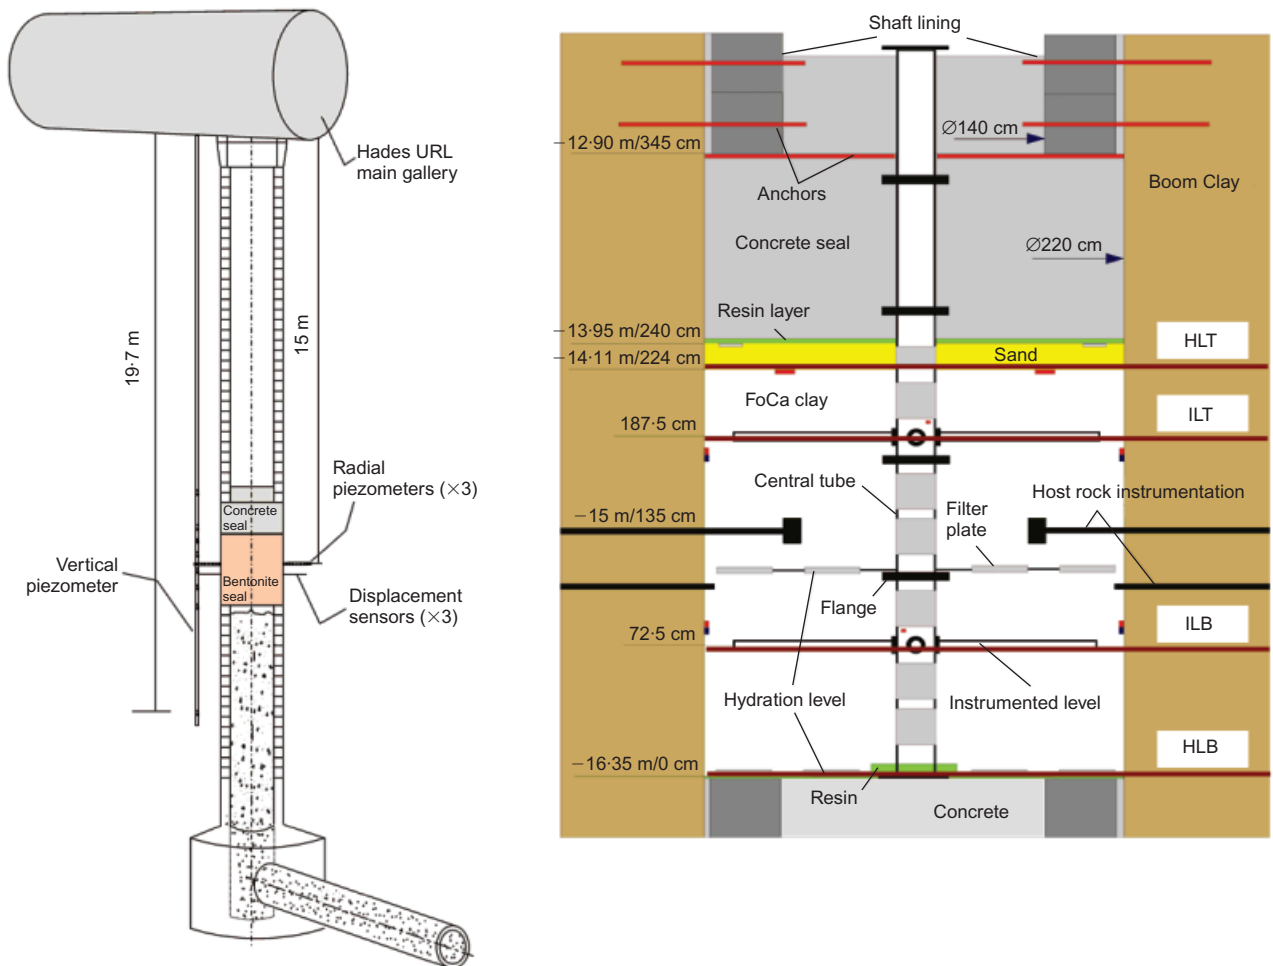 Hades URL
main gallery
19·7 m
15 m
Radial
piezometers (×3)
Concrete
seal
Vertical
piezometer
Bentonite
seal
Displacement
sensors (×3)
Shaft lining
∅140 cm
−12·90 m/345 cm
Anchors
Boom Clay
Concrete seal
∅220 cm
Resin layer
−13·95 m/240 cm
HLT
Sand
−14·11 m/224 cm
FoCa clay
ILT
187·5 cm
Central tube
Filter
plate
Host rock instrumentation
−15 m/135 cm
Flange
ILB
72·5 cm
Hydration level
Instrumented level
HLB
−16·35 m/0 cm
Resin
Concrete